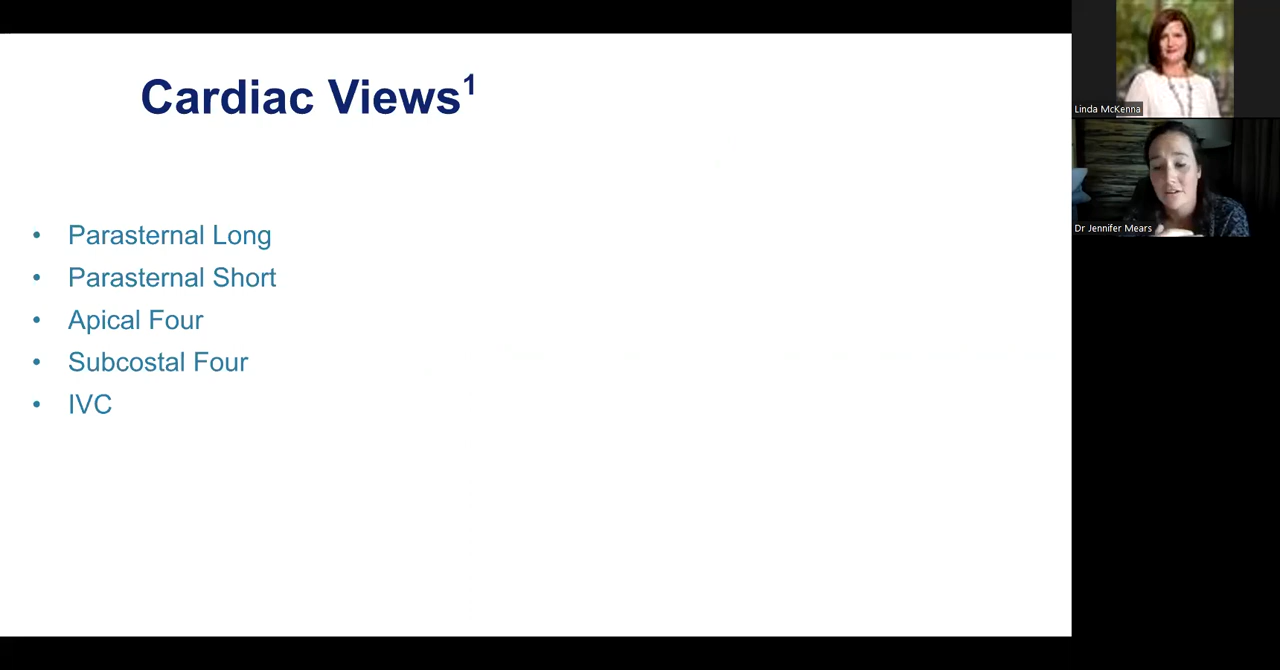 Cardiac Views1
• Parasternal Long
• Parasternal Short
• Apical Four
• Subcostal Four
• IVC
Linda McKenna
Dr Jennifer Mears